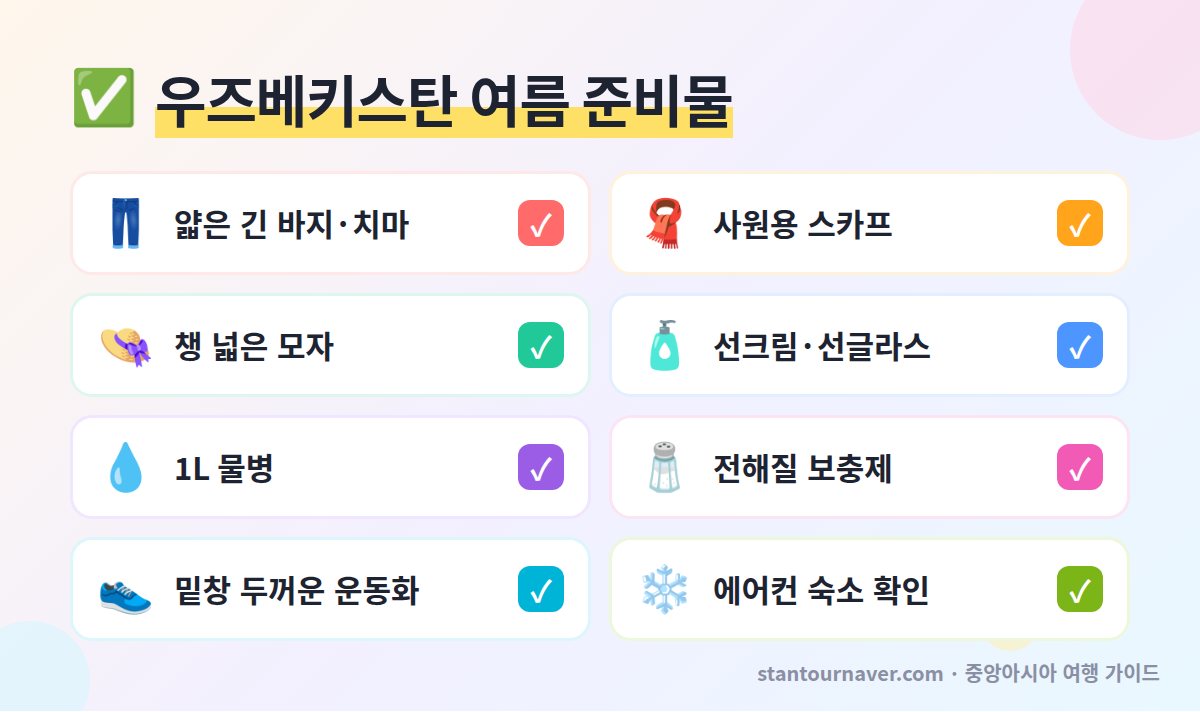 우즈베키스탄 여름 준비물
얇은 긴 바지·치마
사원용 스카프
챙 넓은 모자
선크림·선글라스
1L 물병
전해질 보충제
밑창 두꺼운 운동화
에어컨 숙소 확인
stantournaver.com · 중앙아시아 여행 가이드